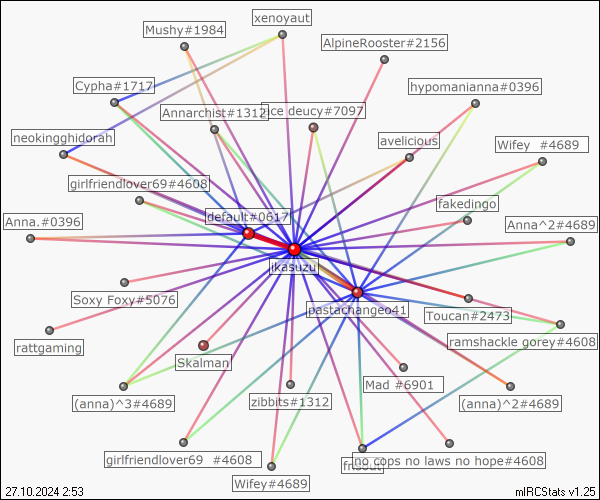 xenoyaut
Mushy#1984
AlpineRooster#2156
Cypha#1717
hypomanianna#0396
Annarchist#1312
ice deucy#7097
neokingghidorah
avelicious
Wifey #4689
girlfriendlover69#4608
fakedingo
default#0617
Anna.#0396
Anna^2#4689
ikasuzu
Soxy Foxy#5076
pastachangeo41
Toucan#2473
rattgaming
ramshackle gorey#4608
Skalman
Mad #6901
(anna)^3#4689
zibbits#1312
(anna)^2#4689
girlfriendlover69 #4608
no cops no laws no hope#4608
Wifey#4689
27.10.2024 2:53
mIRCStats v1.25